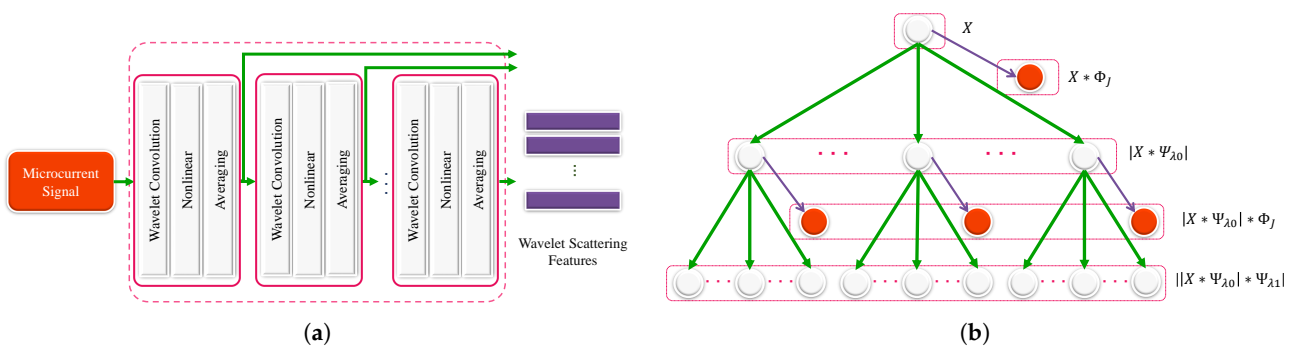 Microcurrent
Signal
Wavelet Convolution
Nonlinear
Averaging
Wavelet Convolution
Nonlinear
Averaging
⋮
Wavelet Convolution
Nonlinear
Averaging
⋮
Wavelet Scattering
Features
(a)
X
X ∗ Φ_J
· · · · · ·
|X ∗ Ψ_λ0|
|X ∗ Ψ_λ0| ∗ Φ_J
··· ··· ··· ··· ··· ··· ··· ···
||X ∗ Ψ_λ0| ∗ Ψ_λ1|
(b)